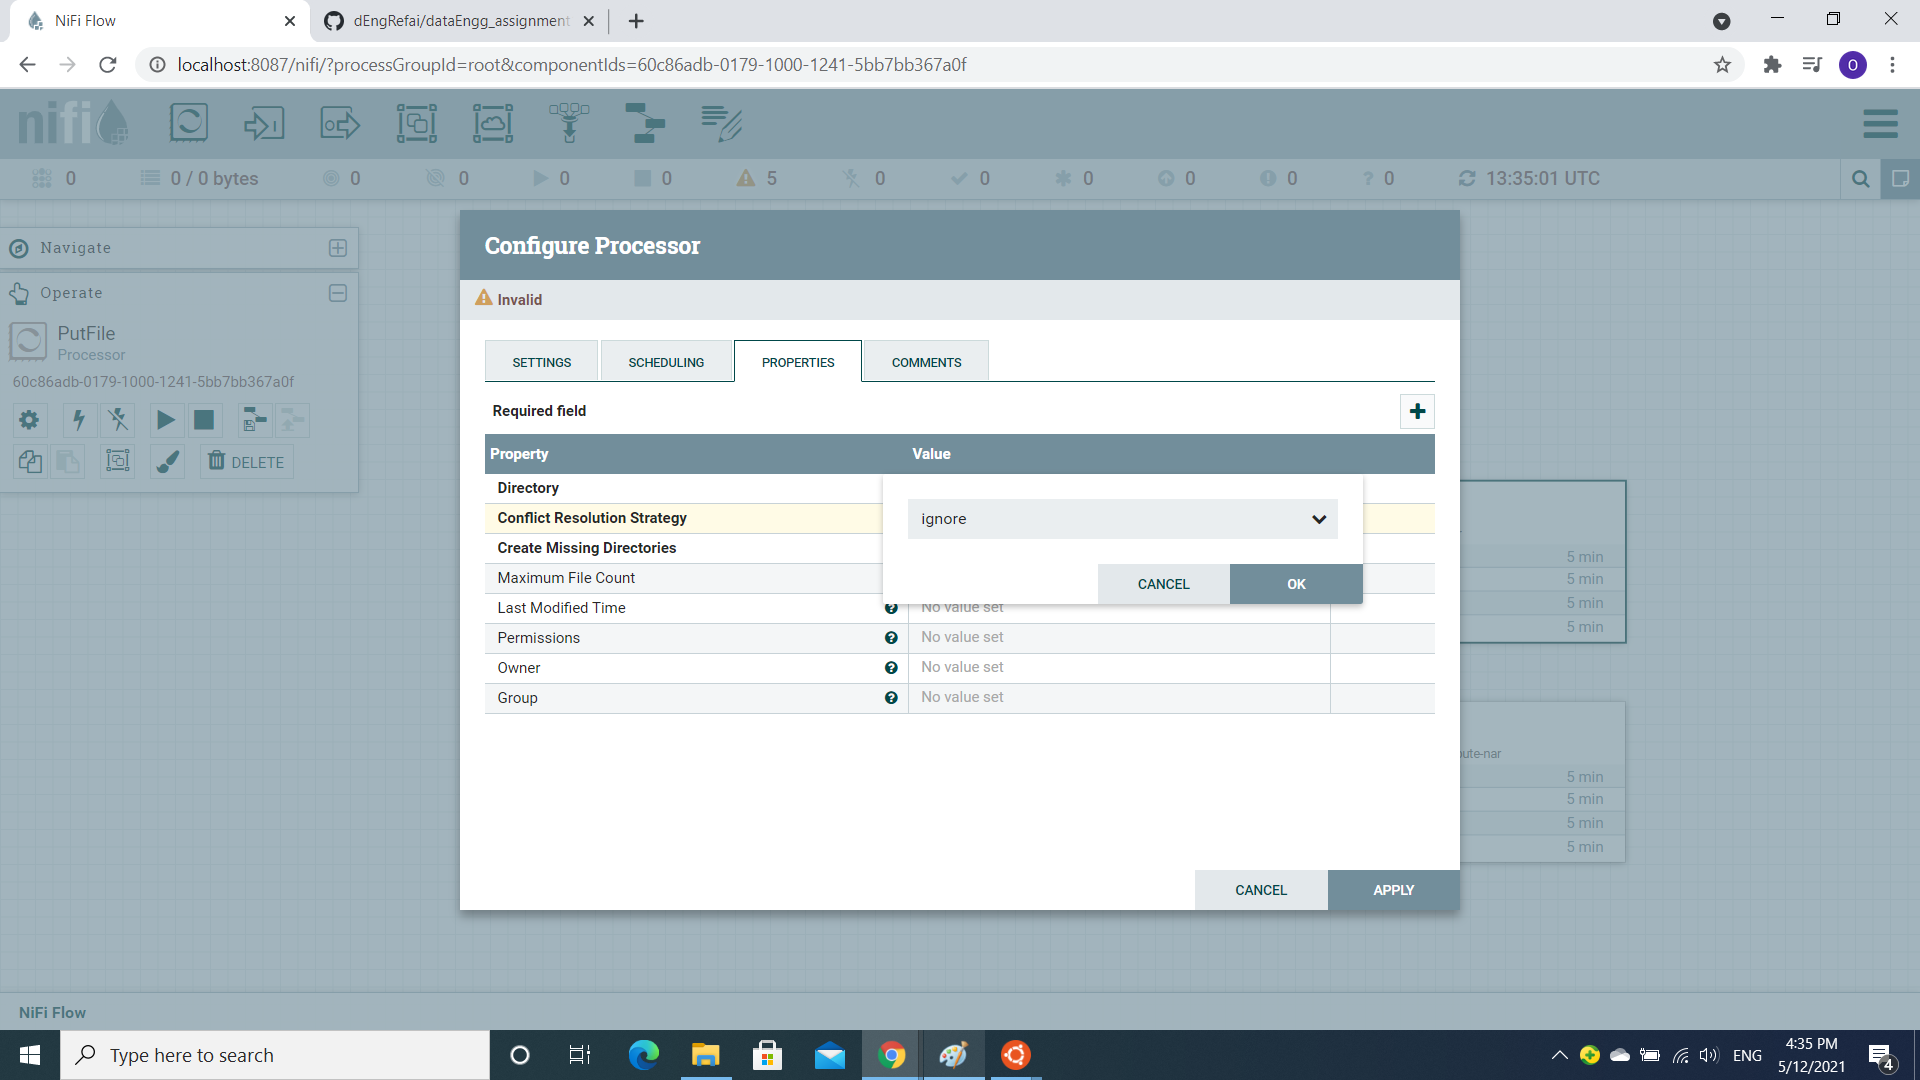 NiFi Flow
dEngRefai/dataEngg_assignment
localhost:8087/nifi/?processGroupId=root&componentIds=60c86adb-0179-1000-1241-5bb7bb367a0f
O
nifi
0
0 / 0 bytes
0
0
0
0
5
0
0
0
0
0
0
13:35:01 UTC
Navigate
Operate
PutFile
Processor
60c86adb-0179-1000-1241-5bb7bb367a0f
DELETE
Configure Processor
Invalid
SETTINGS
SCHEDULING
PROPERTIES
COMMENTS
Required field
Property
Value
Directory
Conflict Resolution Strategy
ignore
Create Missing Directories
Maximum File Count
CANCEL
OK
Last Modified Time
No value set
Permissions
No value set
Owner
No value set
Group
No value set
5 min
5 min
5 min
5 min
bute-nar
5 min
5 min
5 min
5 min
CANCEL
APPLY
NiFi Flow
Type here to search
ENG
4:35 PM
5/12/2021
4